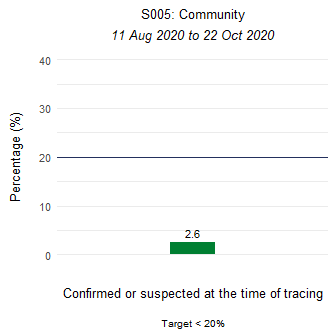 S005: Community
11 Aug 2020 to 22 Oct 2020
Percentage (%)
40
30
20
10
0
2.6
Confirmed or suspected at the time of tracing
Target < 20%